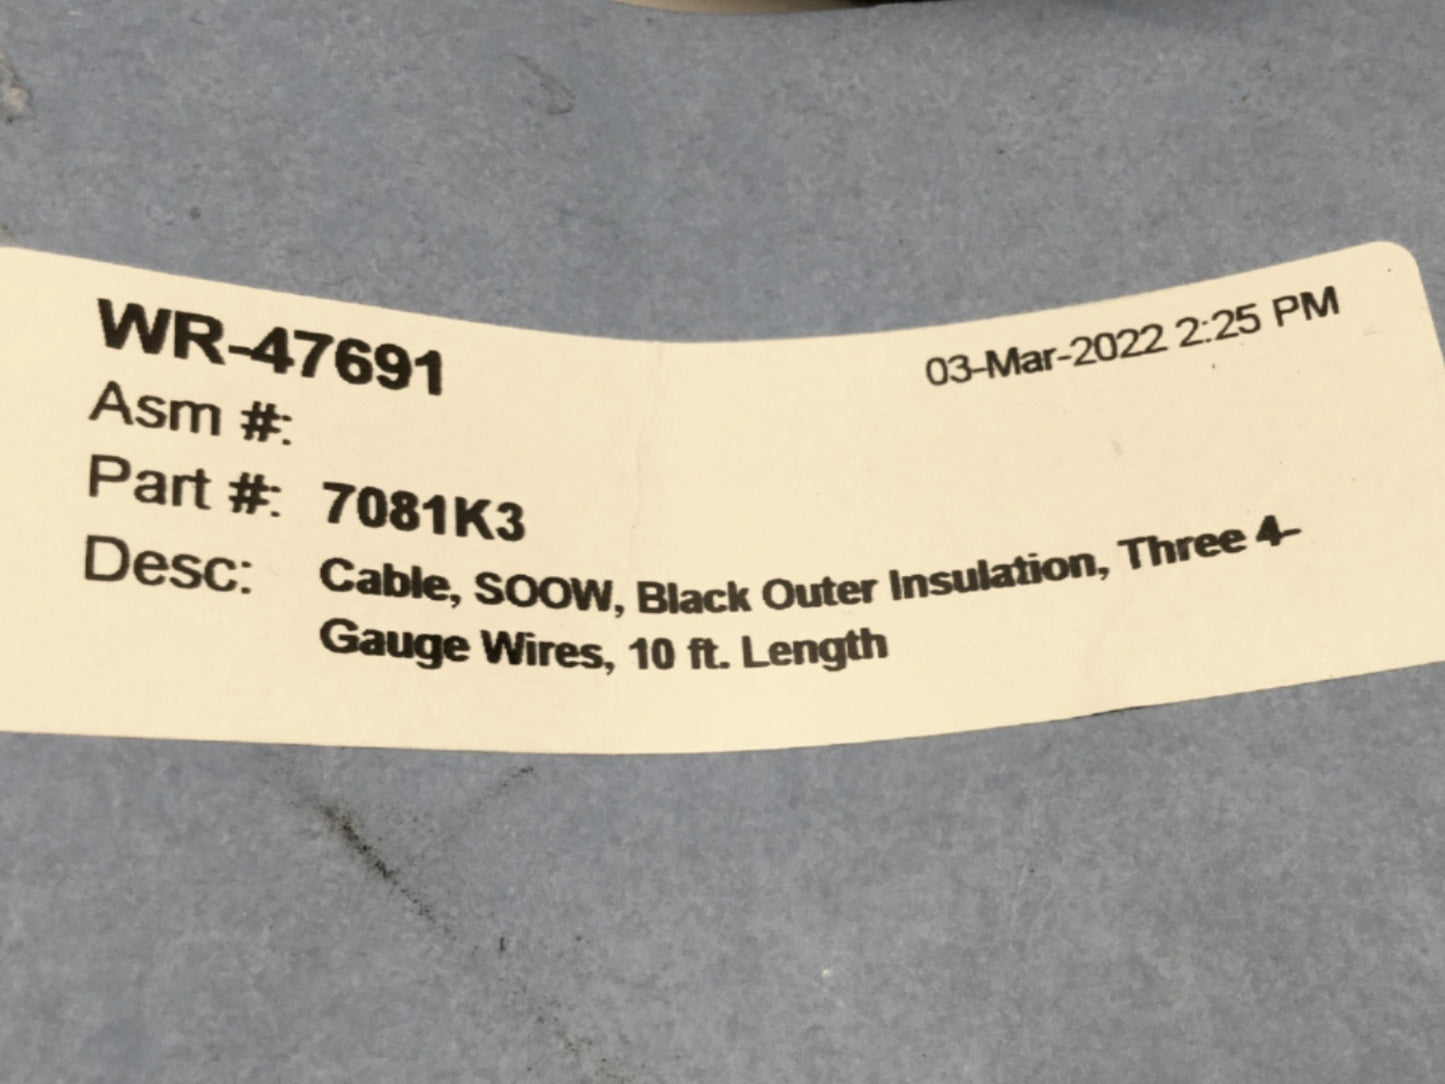 WR-47691
03-Mar-2022 2:25 PM
Asm #:
Part #: 7081K3
Desc: Cable, SOOW, Black Outer Insulation, Three 4-
Gauge Wires, 10 ft. Length